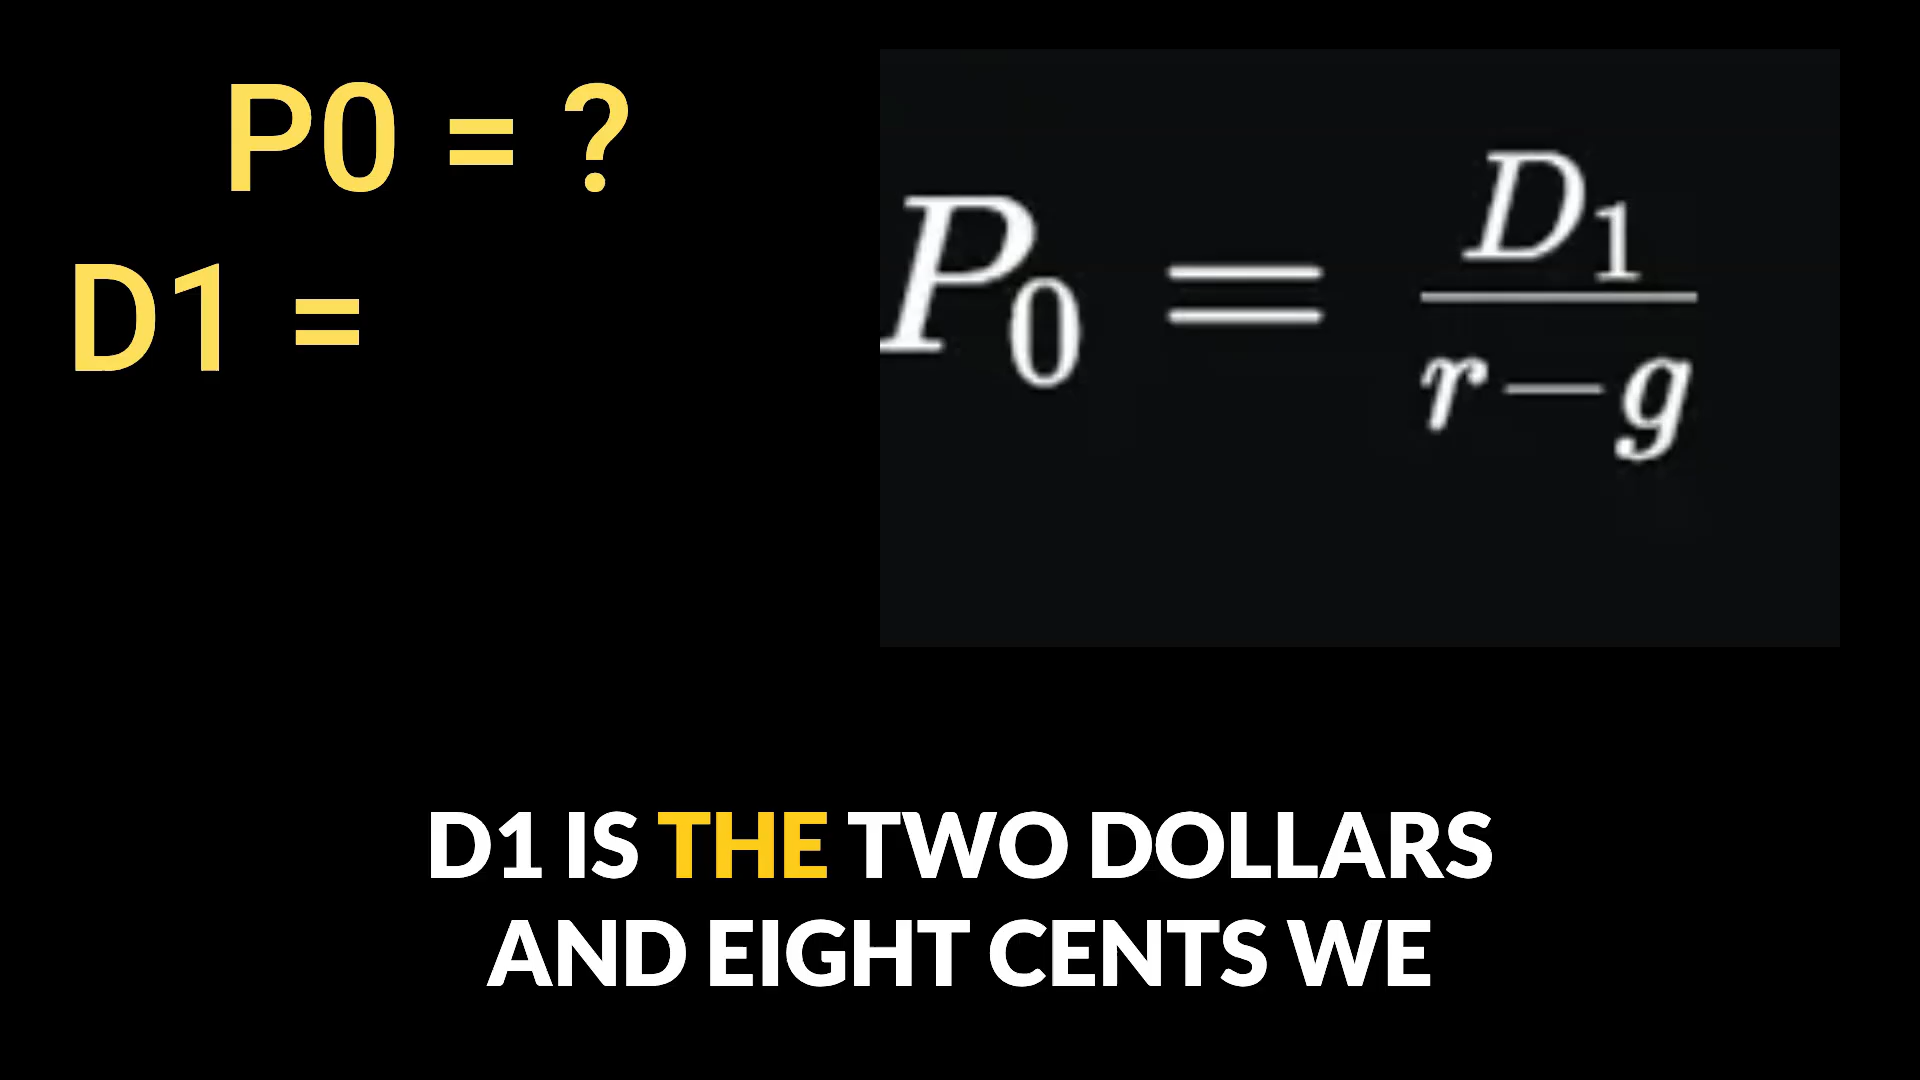 P0 = ?
D1 =
P₀ = D₁ / r − g
D1 IS THE TWO DOLLARS
AND EIGHT CENTS WE